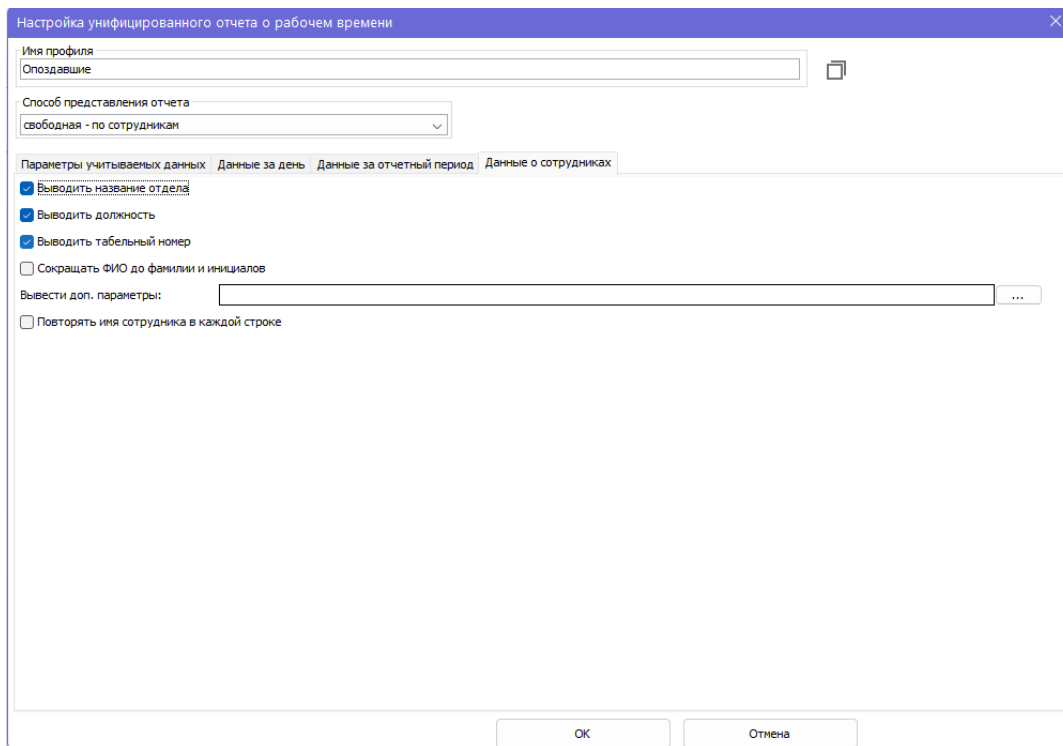 Настройка унифицированного отчета о рабочем времени
Имя профиля
Опоздавшие
Способ представления отчета
свободная - по сотрудникам
Параметры учитываемых данных Данные за день Данные за отчетный период Данные о сотрудниках
Выводить название отдела
Выводить должность
Выводить табельный номер
Сокращать ФИО до фамилии и инициалов
Вывести доп. параметры: ...
Повторять имя сотрудника в каждой строке
ОК Отмена